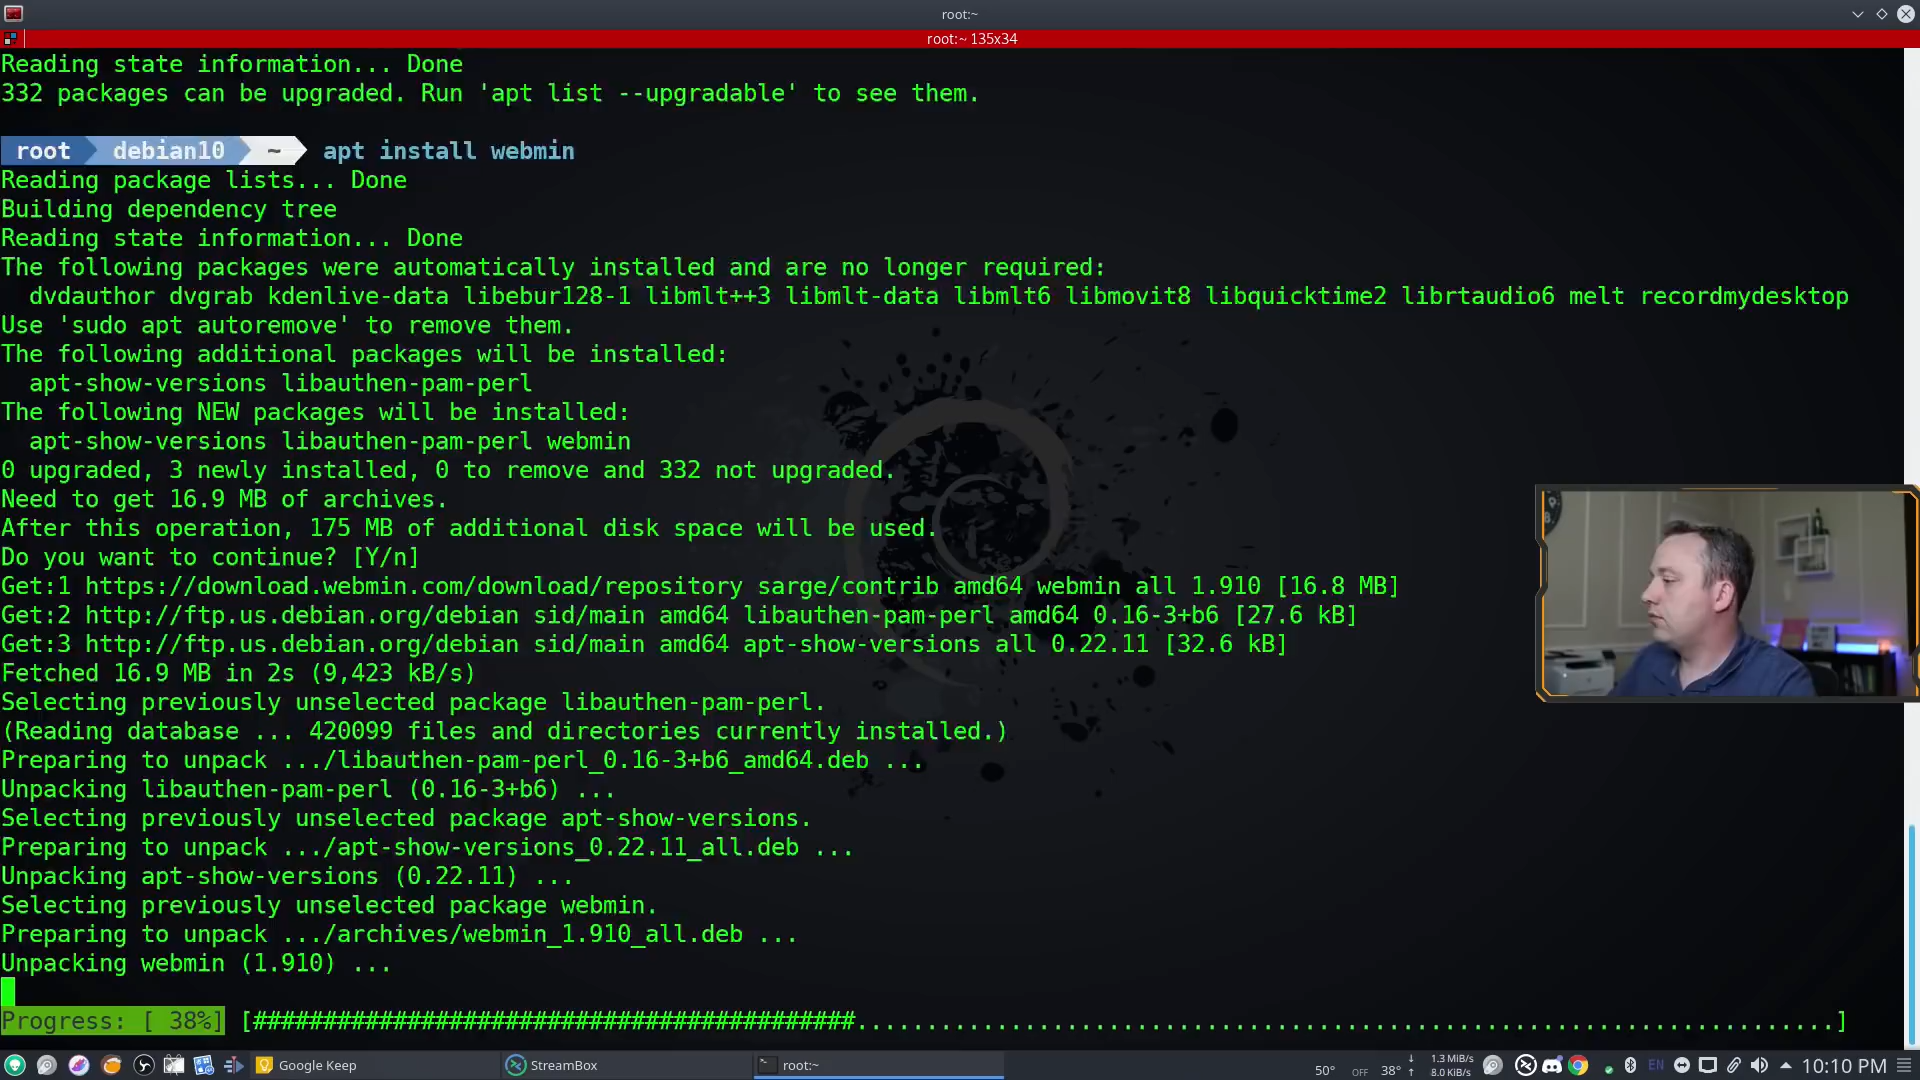 root:~
root:~ 135x34
Reading state information... Done
332 packages can be upgraded. Run 'apt list --upgradable' to see them.
root debian10 ~ apt install webmin
Reading package lists... Done
Building dependency tree
Reading state information... Done
The following packages were automatically installed and are no longer required:
dvdauthor dvgrab kdenlive-data libebur128-1 libmlt++3 libmlt-data libmlt6 libmovit8 libquicktime2 librtaudio6 melt recordmydesktop
Use 'sudo apt autoremove' to remove them.
The following additional packages will be installed:
apt-show-versions libauthen-pam-perl
The following NEW packages will be installed:
apt-show-versions libauthen-pam-perl webmin
0 upgraded, 3 newly installed, 0 to remove and 332 not upgraded.
Need to get 16.9 MB of archives.
After this operation, 175 MB of additional disk space will be used.
Do you want to continue? [Y/n]
Get:1 https://download.webmin.com/download/repository sarge/contrib amd64 webmin all 1.910 [16.8 MB]
Get:2 http://ftp.us.debian.org/debian sid/main amd64 libauthen-pam-perl amd64 0.16-3+b6 [27.6 kB]
Get:3 http://ftp.us.debian.org/debian sid/main amd64 apt-show-versions all 0.22.11 [32.6 kB]
Fetched 16.9 MB in 2s (9,423 kB/s)
Selecting previously unselected package libauthen-pam-perl.
(Reading database ... 420099 files and directories currently installed.)
Preparing to unpack .../libauthen-pam-perl_0.16-3+b6_amd64.deb ...
Unpacking libauthen-pam-perl (0.16-3+b6) ...
Selecting previously unselected package apt-show-versions.
Preparing to unpack .../apt-show-versions_0.22.11_all.deb ...
Unpacking apt-show-versions (0.22.11) ...
Selecting previously unselected package webmin.
Preparing to unpack .../archives/webmin_1.910_all.deb ...
Unpacking webmin (1.910) ...
Progress: [ 38%] [###########################################......................................................................]
Google Keep StreamBox root:~ 50° OFF 38° 1.3 MiB/s 8.0 KiB/s EN 10:10 PM